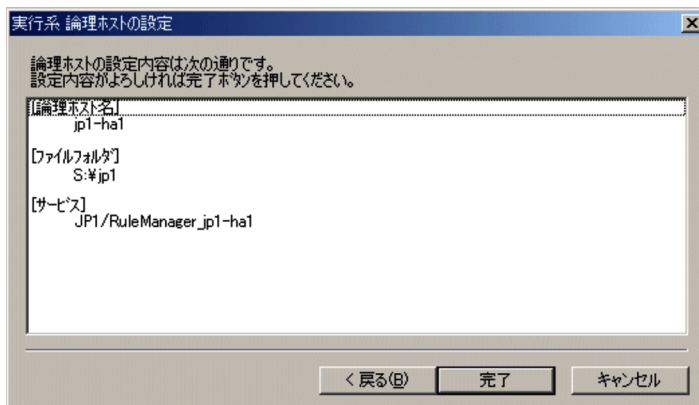 実行系 論理ホストの設定
論理ホストの設定内容は次の通りです。
設定内容がよろしければ完了ボタンを押してください。
[論理ホスト名]
jp1-ha1
[ファイルフォルダ]
S:¥jp1
[サービス]
JP1/RuleManager_jp1-ha1
< 戻る(B)
完了
キャンセル